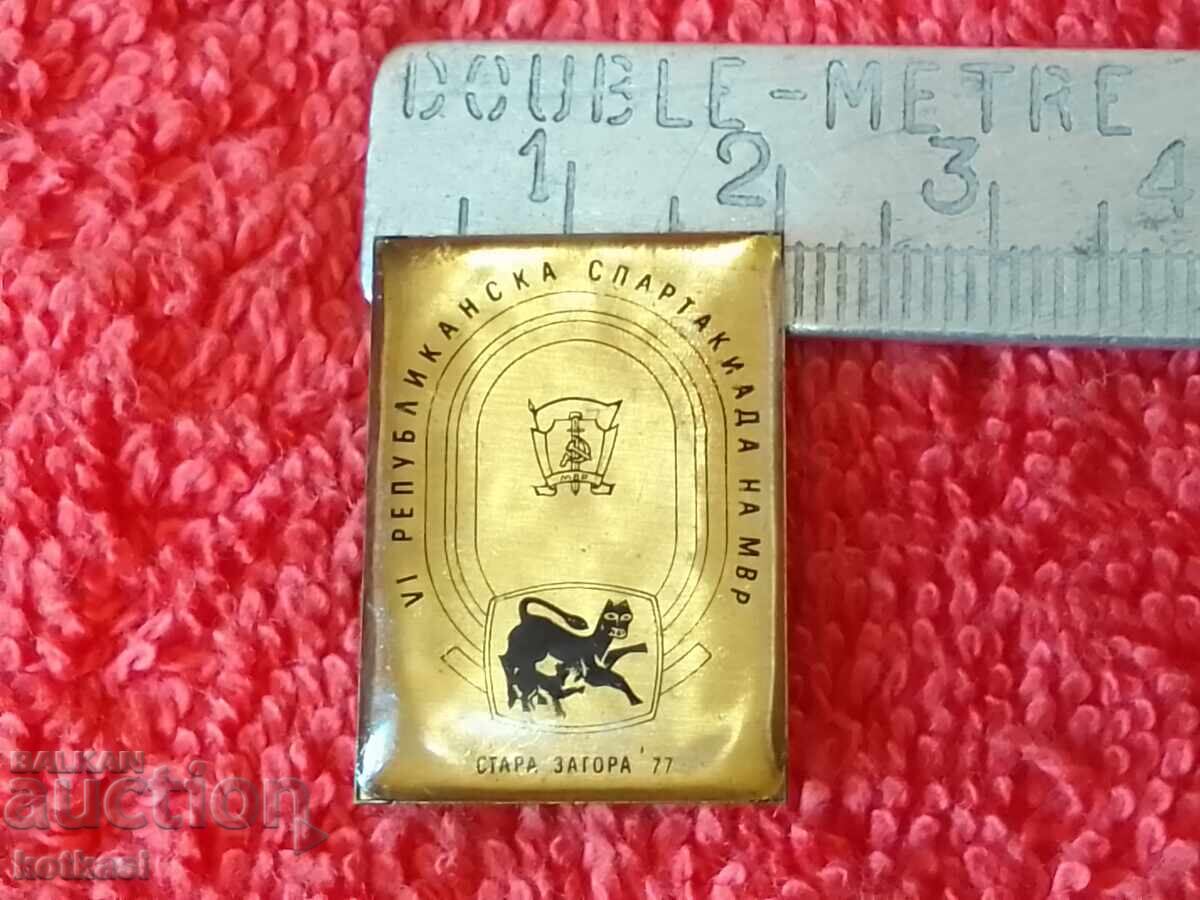 DOUBLE-METRE
1 2 3 4
VI РЕПУБЛИКАНСКА СПАРТАКИАДА НА МВР
МВР
СТАРА ЗАГОРА '77
BALKAN
auction
kotkasi